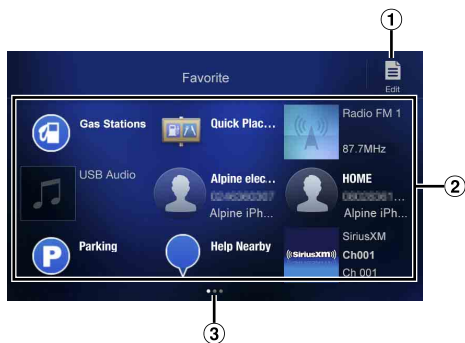 1
Favorite
Edit
Gas Stations
Quick Plac...
Radio FM 1
87.7MHz
USB Audio
Alpine elec...
Alpine iPh...
HOME
Alpine iPh...
2
P
Parking
Help Nearby
((SiriusXM))
SiriusXM
Ch001
Ch 001
3